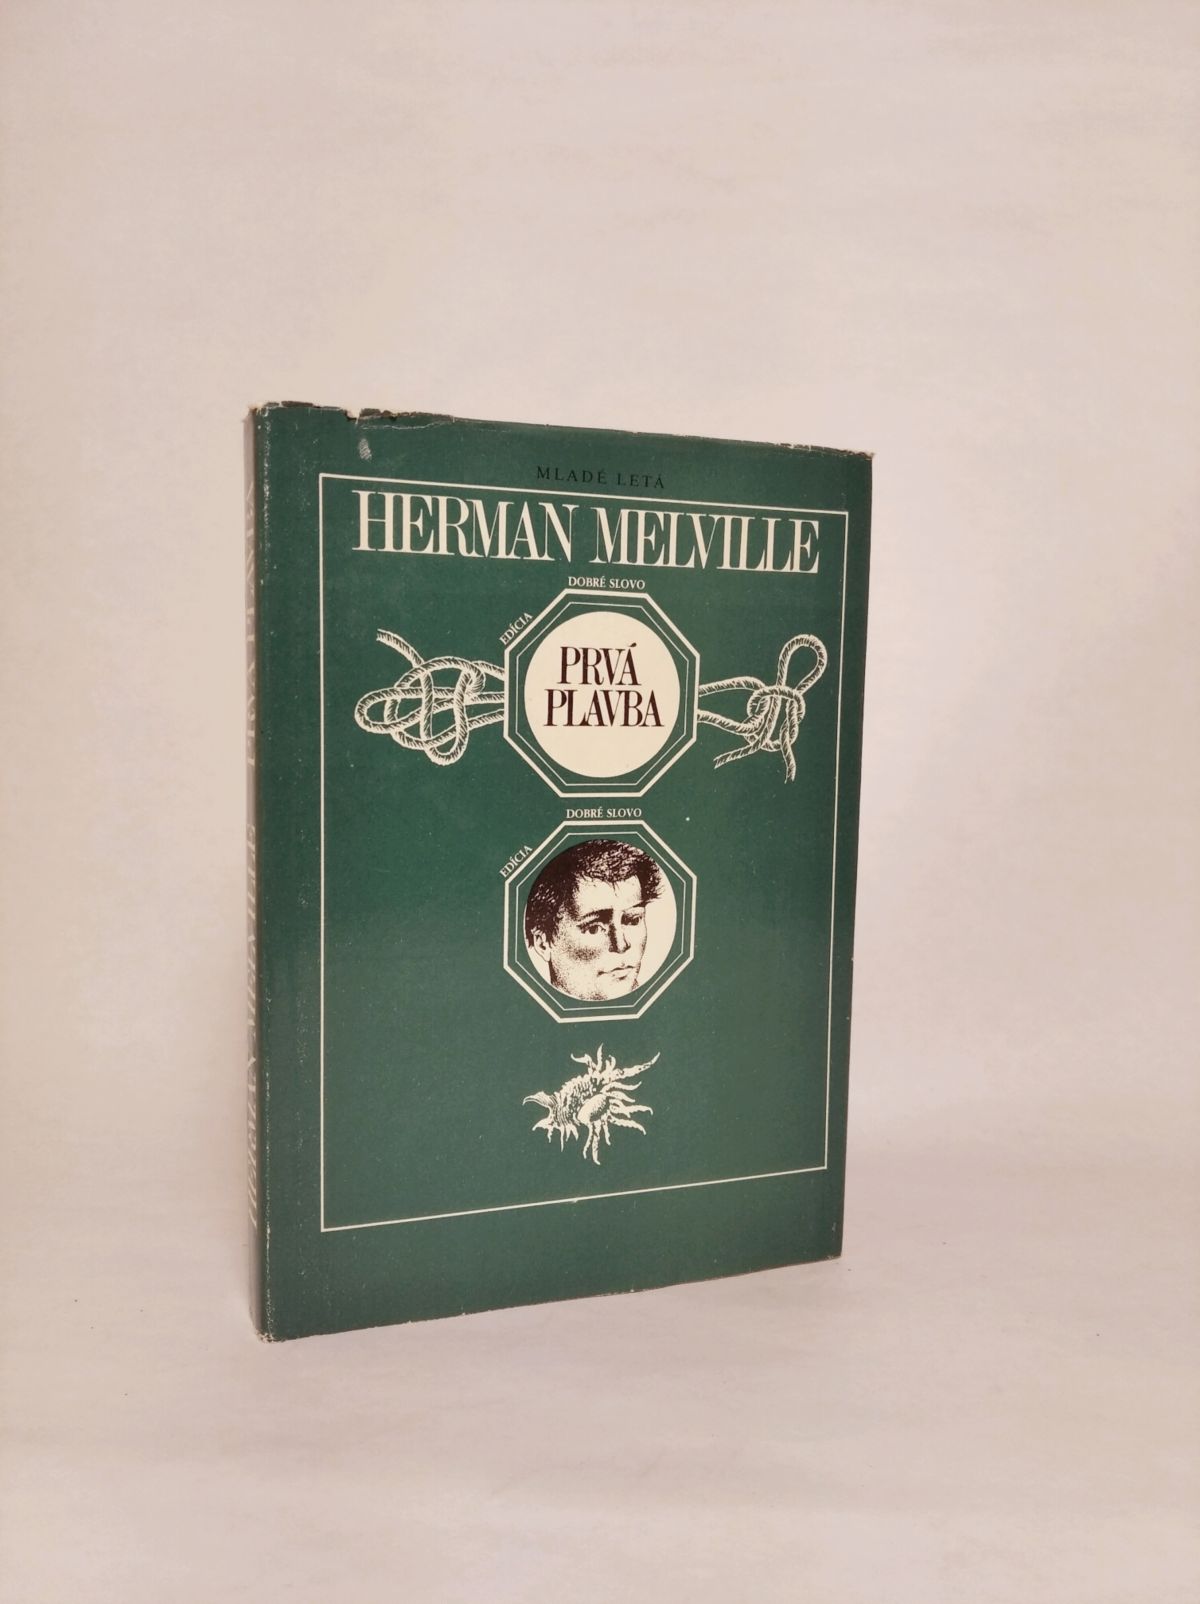 MLADÉ LETÁ
HERMAN MELVILLE
DOBRÉ SLOVO
EDÍCIA
PRVÁ
PLAVBA
DOBRÉ SLOVO
EDÍCIA
HERMAN MELVILLE PRVÁ PLAVBA